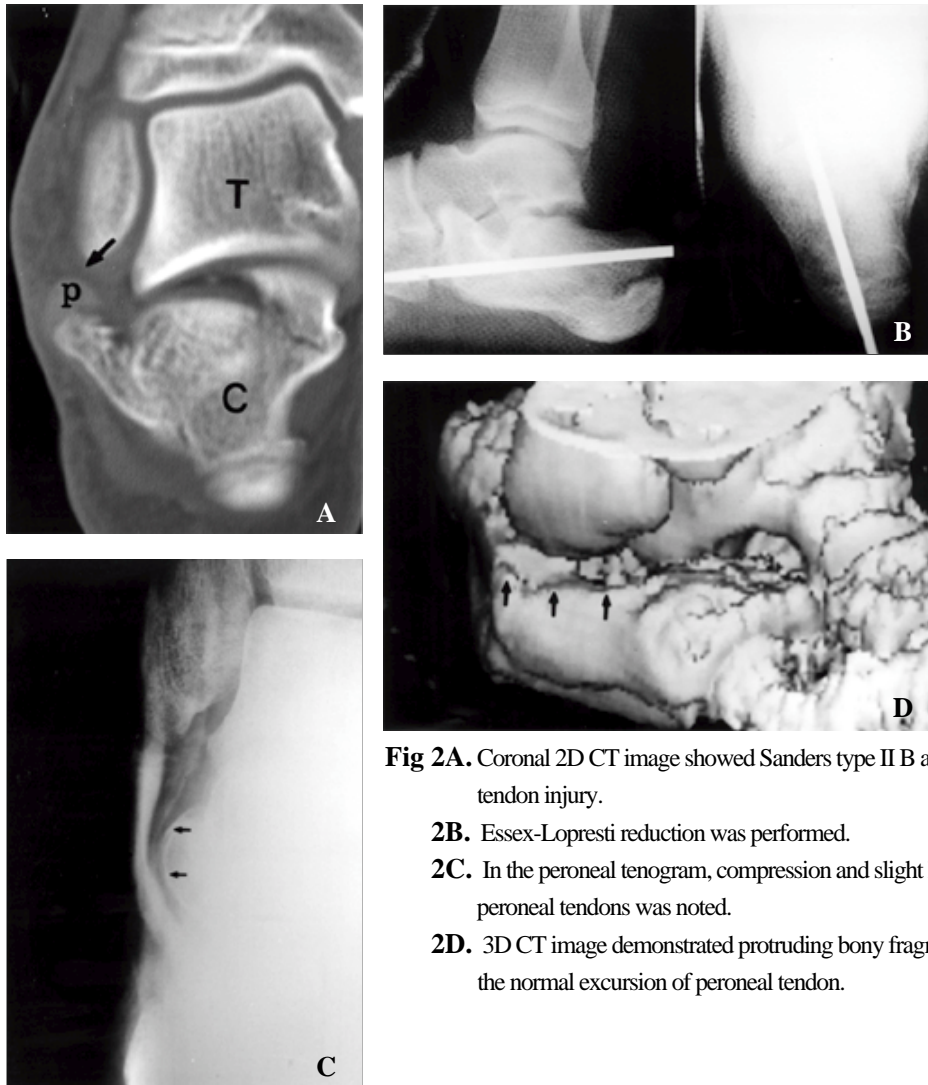 T
p
C
A
B
D
C
Fig 2A. Coronal 2D CT image showed Sanders type II B a
tendon injury.
2B. Essex-Lopresti reduction was performed.
2C. In the peroneal tenogram, compression and slight
peroneal tendons was noted.
2D. 3D CT image demonstrated protruding bony fragr
the normal excursion of peroneal tendon.